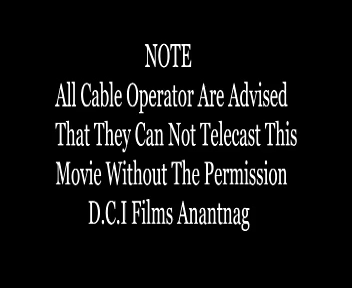 NOTE
All Cable Operator Are Advised
That They Can Not Telecast This
Movie Without The Permission
D.C.I Films Anantnag